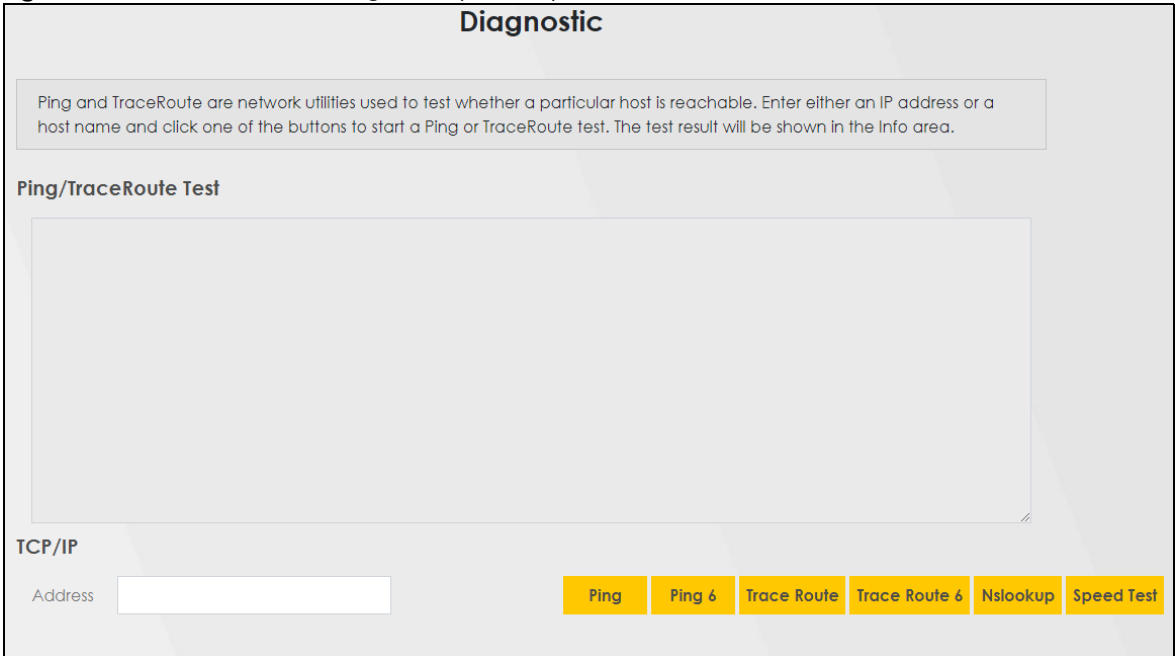 Diagnostic
Ping and TraceRoute are network utilities used to test whether a particular host is reachable. Enter either an IP address or a
host name and click one of the buttons to start a Ping or TraceRoute test. The test result will be shown in the Info area.
Ping/TraceRoute Test
TCP/IP
Address
Ping
Ping 6
Trace Route
Trace Route 6
Nslookup
Speed Test